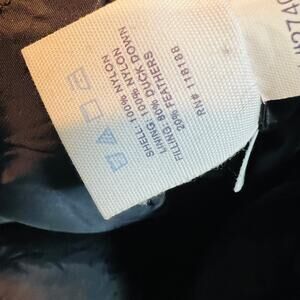 SHELL: 100% NYLON
LINING: 100% NYLON
FILLING: 80% DUCK DOWN
20% FEATHERS
RN# 118188